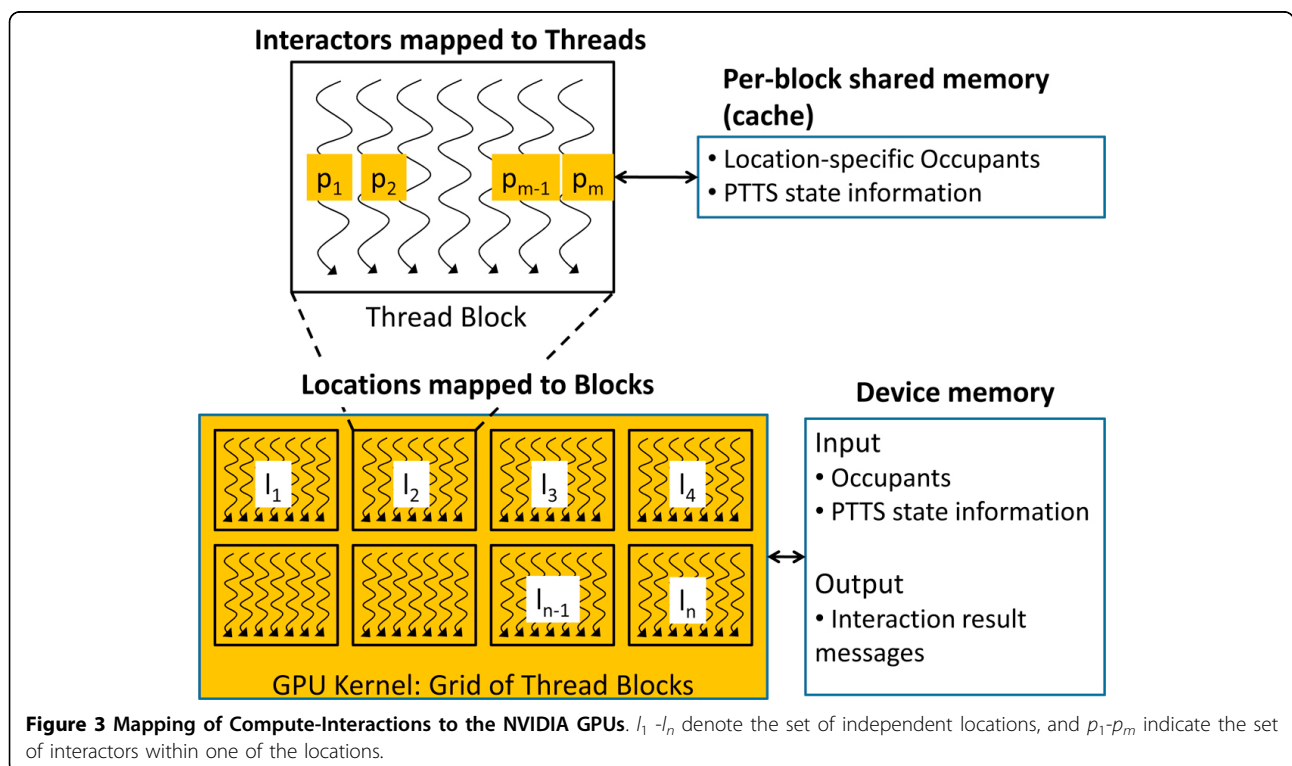 Interactors mapped to Threads
Per-block shared memory
(cache)
• Location-specific Occupants
• PTTS state information
p1 p2 pm-1 pm
Thread Block
Locations mapped to Blocks
Device memory
l1 l2 l3 l4
ln-1 ln
GPU Kernel: Grid of Thread Blocks
Input
• Occupants
• PTTS state information
Output
• Interaction result
messages
Figure 3 Mapping of Compute-Interactions to the NVIDIA GPUs. l1 -ln denote the set of independent locations, and p1-pm indicate the set
of interactors within one of the locations.